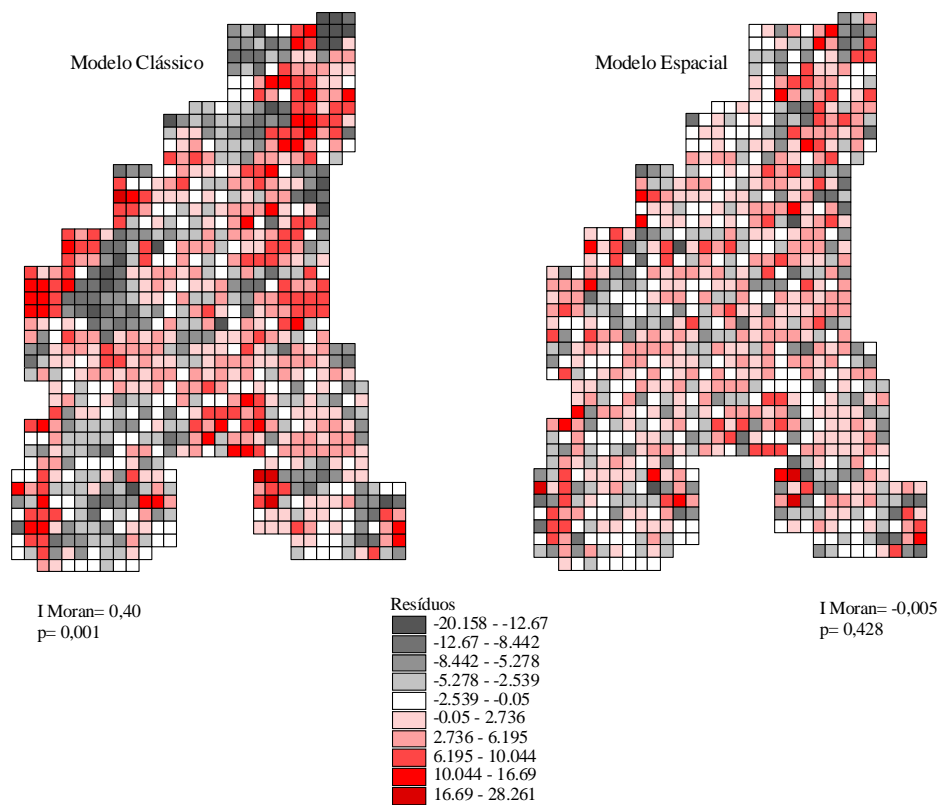 Modelo Clássico
Modelo Espacial
I Moran= 0,40
p= 0,001
I Moran= -0,005
p= 0,428
Resíduos
-20.158 - -12.67
-12.67 - -8.442
-8.442 - -5.278
-5.278 - -2.539
-2.539 - -0.05
-0.05 - 2.736
2.736 - 6.195
6.195 - 10.044
10.044 - 16.69
16.69 - 28.261